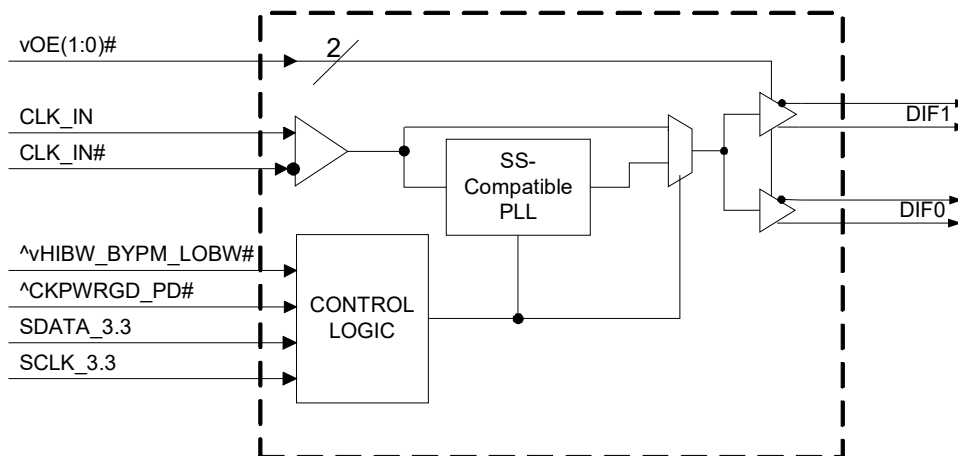 vOE(1:0)#
2
CLK_IN
CLK_IN#
DIF1
SS-
Compatible
PLL
DIF0
^vHIBW_BYPM_LOBW#
^CKPWRGD_PD#
SDATA_3.3
SCLK_3.3
CONTROL
LOGIC